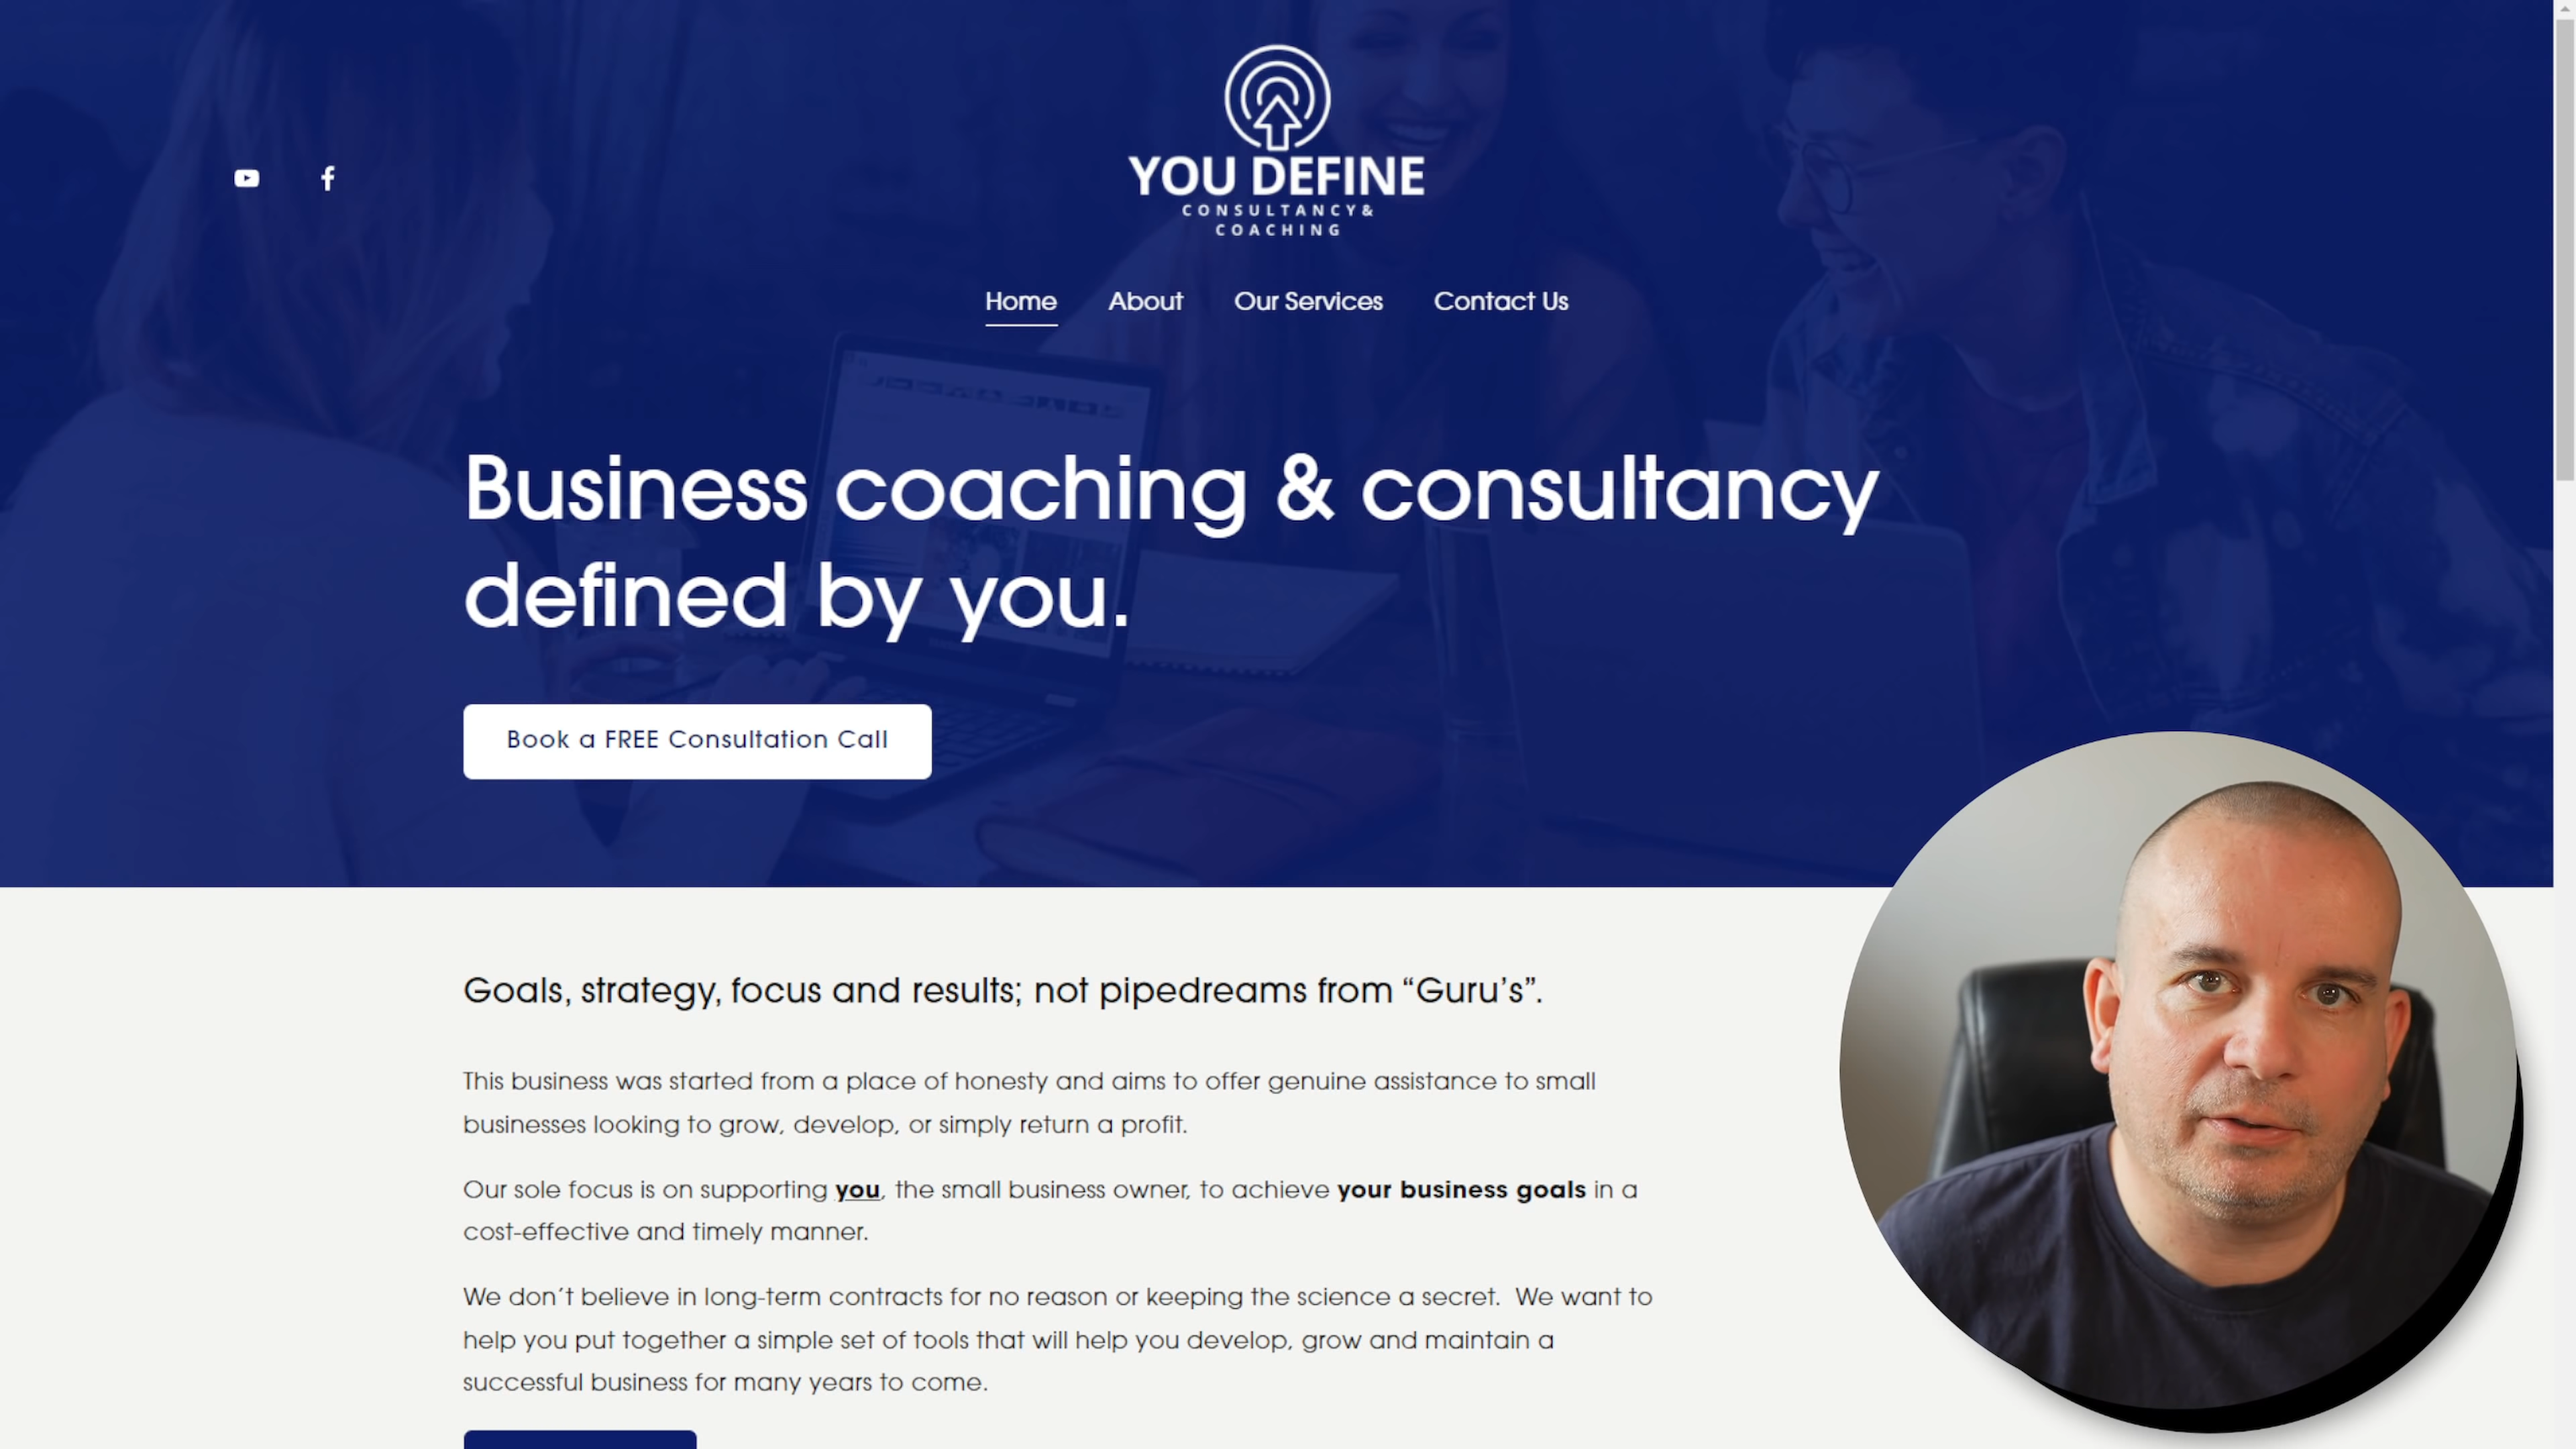 YOU DEFINE
CONSULTANCY&
COACHING
Home About Our Services Contact Us
Business coaching & consultancy
defined by you.
Book a FREE Consultation Call
Goals, strategy, focus and results; not pipedreams from “Guru’s”.
This business was started from a place of honesty and aims to offer genuine assistance to small
businesses looking to grow, develop, or simply return a profit.
Our sole focus is on supporting you, the small business owner, to achieve your business goals in a
cost-effective and timely manner.
We don’t believe in long-term contracts for no reason or keeping the science a secret.  We want to
help you put together a simple set of tools that will help you develop, grow and maintain a
successful business for many years to come.